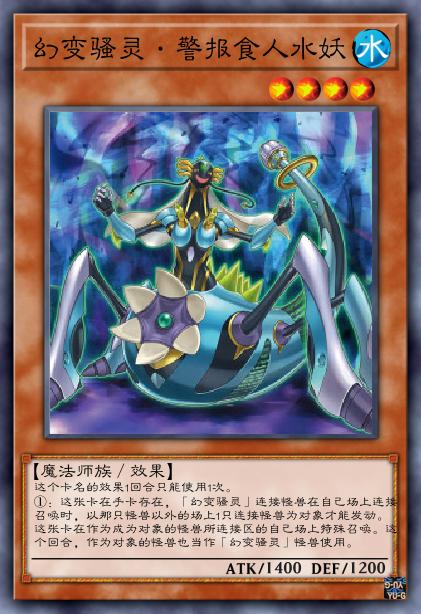 幻变骚灵·警报食人水妖
水
【魔法师族／效果】
这个卡名的效果1回合只能使用1次。
①：这张卡在手卡存在，「幻变骚灵」连接怪兽在自己场上连接
召唤时，以那只怪兽以外的场上1只连接怪兽为对象才能发动。
这张卡在作为成为对象的怪兽所连接区的自己场上特殊召唤。这
个回合，作为对象的怪兽也当作「幻变骚灵」怪兽使用。
ATK/1400 DEF/1200